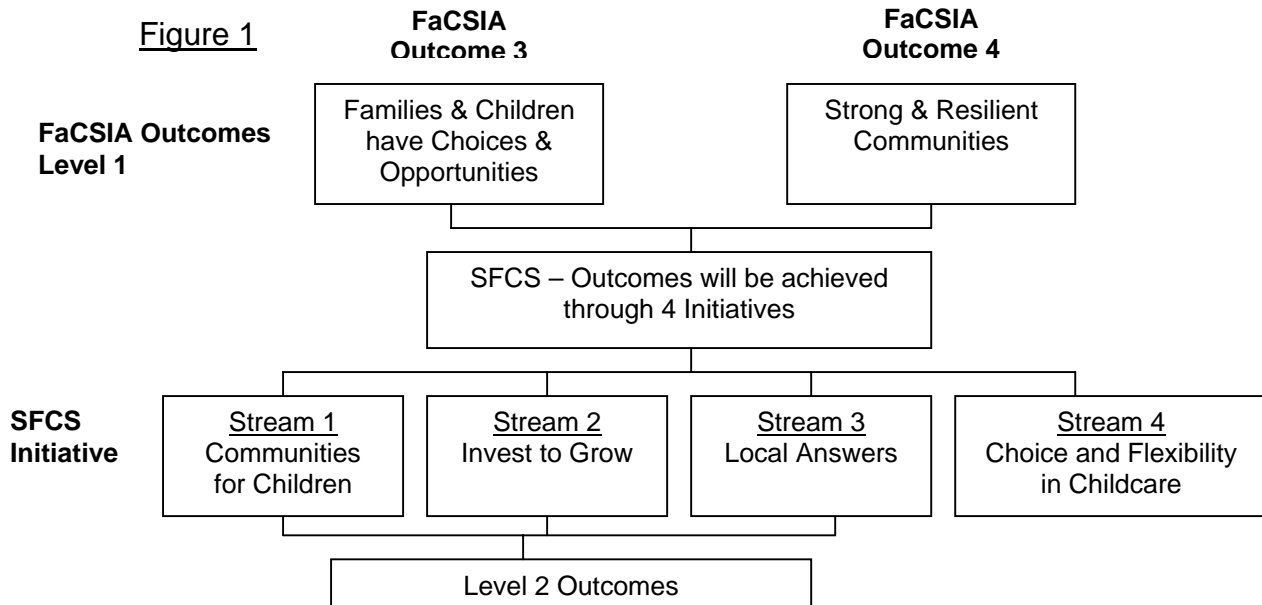 Figure 1
FaCSIA
Outcome 3
FaCSIA
Outcome 4
FaCSIA Outcomes
Level 1
Families & Children
have Choices &
Opportunities
Strong & Resilient
Communities
SFCS – Outcomes will be achieved
through 4 Initiatives
SFCS
Initiative
Stream 1
Communities
for Children
Stream 2
Invest to Grow
Stream 3
Local Answers
Stream 4
Choice and Flexibility
in Childcare
Level 2 Outcomes